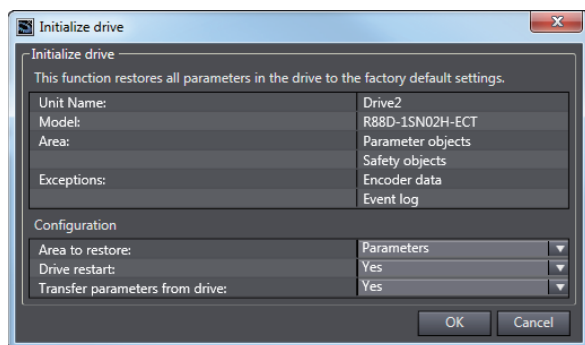 Initialize drive
Initialize drive
This function restores all parameters in the drive to the factory default settings.
Unit Name: Drive2
Model: R88D-1SN02H-ECT
Area: Parameter objects
Safety objects
Exceptions: Encoder data
Event log
Configuration
Area to restore: Parameters
Drive restart: Yes
Transfer parameters from drive: Yes
OK Cancel